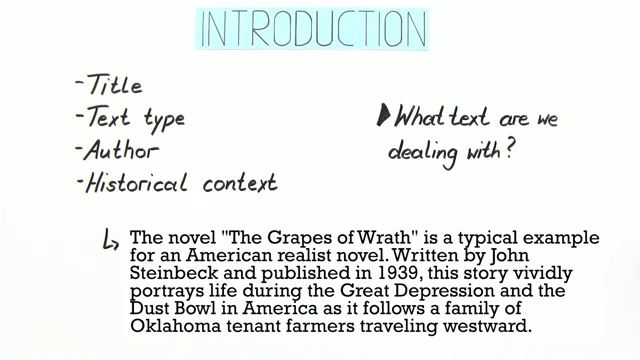 INTRODUCTION
- Title
- Text type
- Author
- Historical context
What text are we
dealing with?
The novel "The Grapes of Wrath" is a typical example
for an American realist novel. Written by John
Steinbeck and published in 1939, this story vividly
portrays life during the Great Depression and the
Dust Bowl in America as it follows a family of
Oklahoma tenant farmers traveling westward.